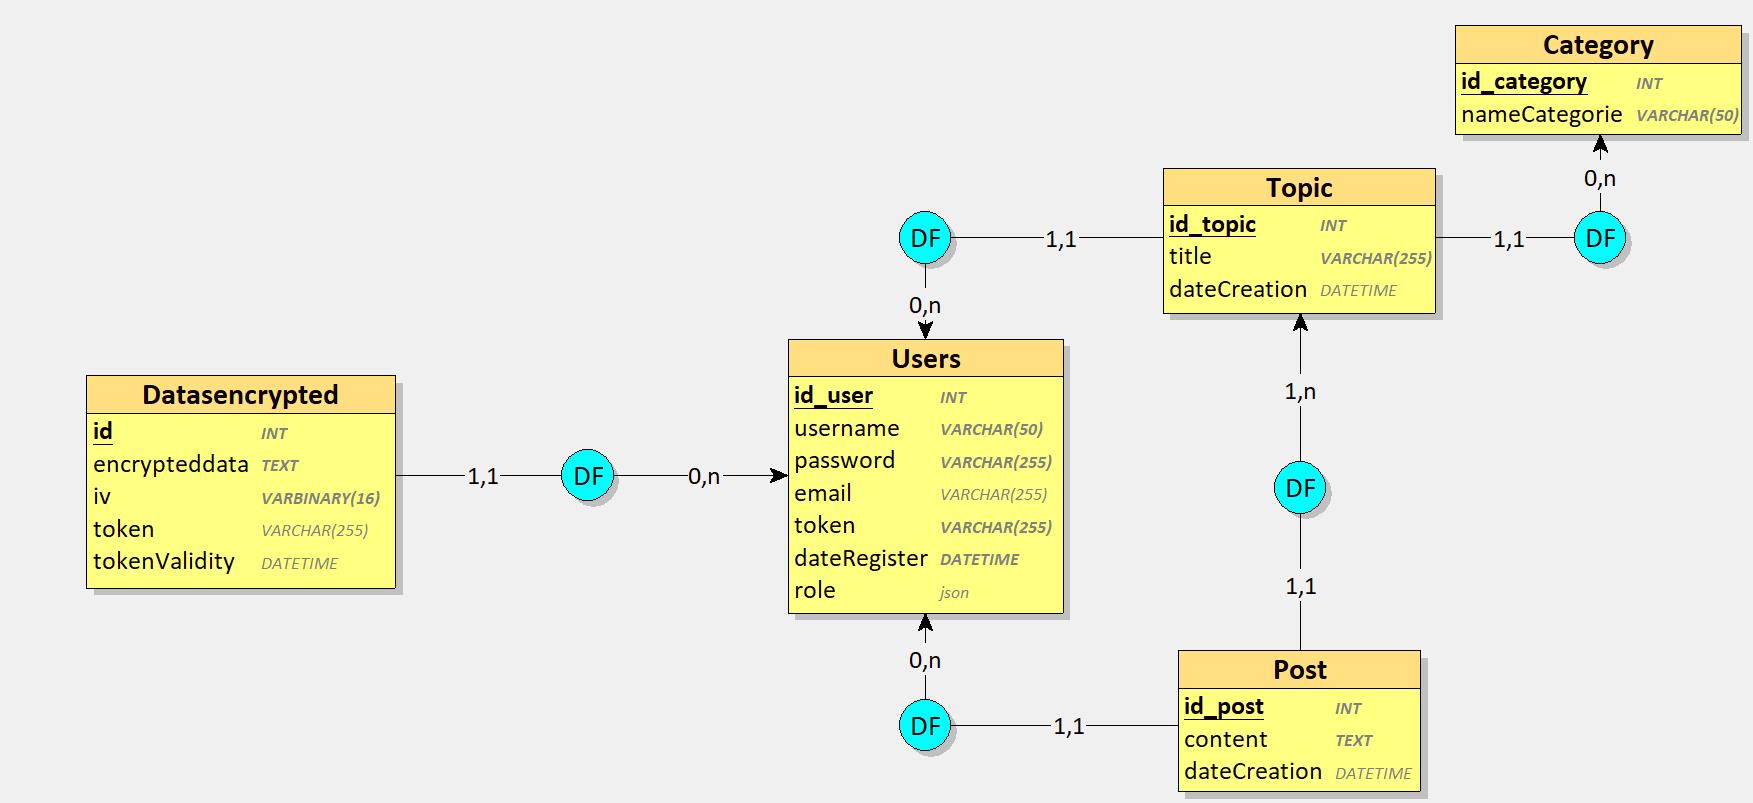 Category
id_category INT
nameCategorie VARCHAR(50)
0,n
DF
1,1
Topic
id_topic INT
title VARCHAR(255)
dateCreation DATETIME
1,1
DF
0,n
Users
id_user INT
username VARCHAR(50)
password VARCHAR(255)
email VARCHAR(255)
token VARCHAR(255)
dateRegister DATETIME
role json
Datasencrypted
id INT
encrypteddata TEXT
iv VARBINARY(16)
token VARCHAR(255)
tokenValidity DATETIME
1,1
DF
0,n
1,n
DF
1,1
0,n
DF
1,1
Post
id_post INT
content TEXT
dateCreation DATETIME